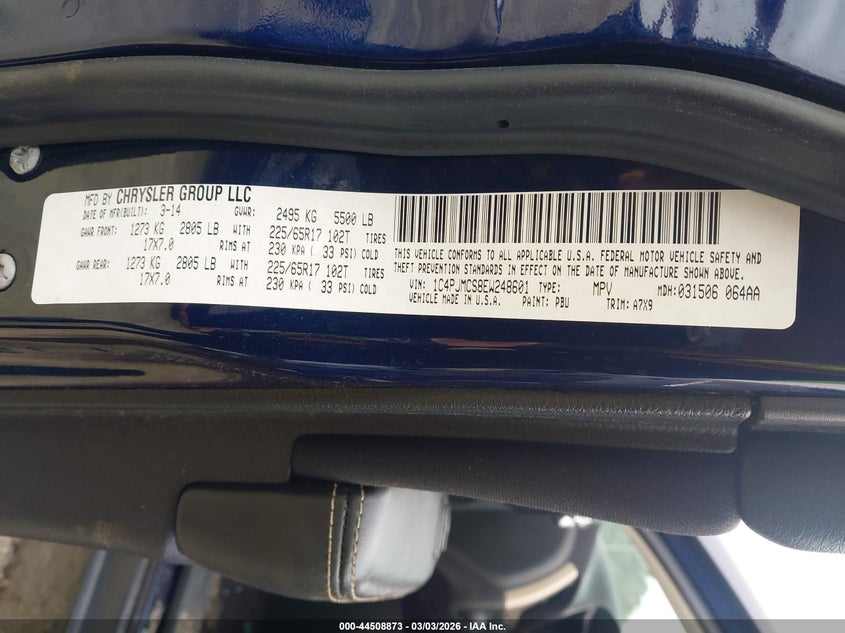 MFD BY CHRYSLER GROUP LLC
DATE OF MFR(BUILT): 3-14 GVWR: 2495 KG 5500 LB
GAWR FRONT: 1273 KG 2805 LB WITH 225/65R17 102T TIRES
17X7.0 RIMS AT 230 KPA ( 33 PSI) COLD
GAWR REAR: 1273 KG 2805 LB WITH 225/65R17 102T TIRES
17X7.0 RIMS AT 230 KPA ( 33 PSI) COLD
THIS VEHICLE CONFORMS TO ALL APPLICABLE U.S.A. FEDERAL MOTOR VEHICLE SAFETY AND
THEFT PREVENTION STANDARDS IN EFFECT ON THE DATE OF MANUFACTURE SHOWN ABOVE.
VIN: 1C4PJMCS8EW248601 TYPE: MPV MDH:031506 064AA
VEHICLE MADE IN U.S.A. PAINT: PBU TRIM: A7X9
000-44508873 | 03/03/2026 | IAA Inc.